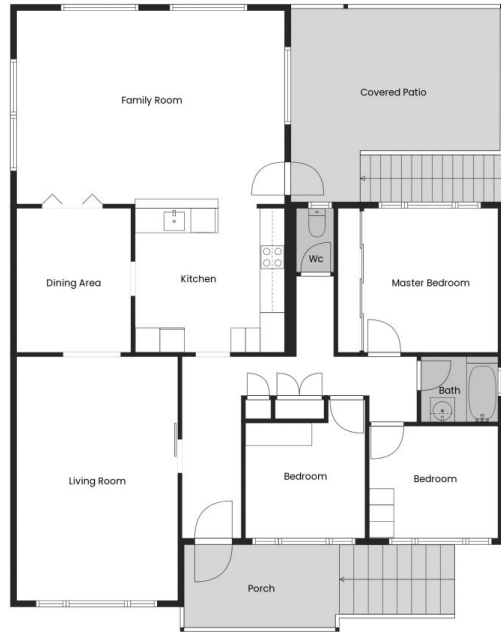 Family Room
Covered Patio
Wc
Dining Area
Kitchen
Master Bedroom
Bath
Living Room
Bedroom
Bedroom
Porch